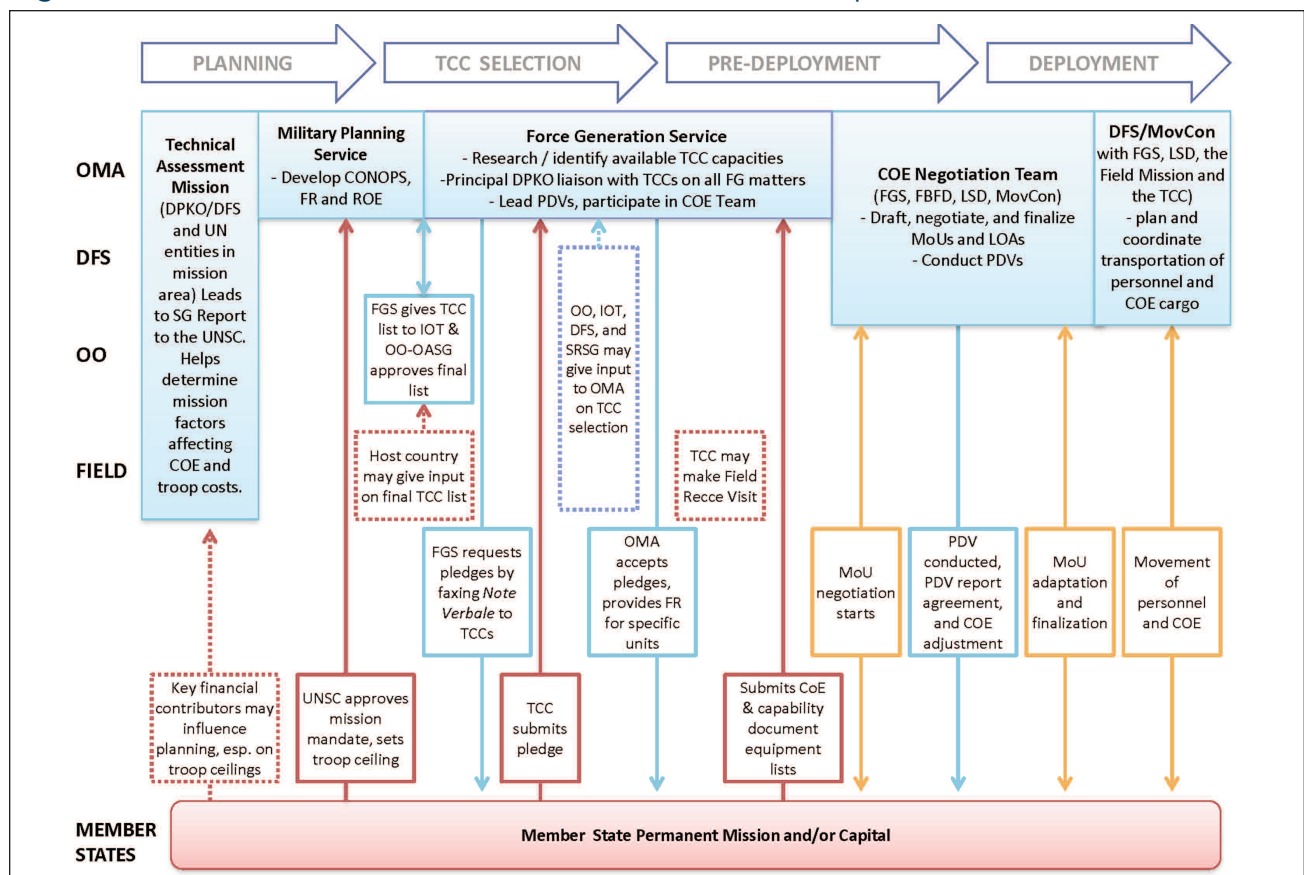 PLANNING
TCC SELECTION
PRE-DEPLOYMENT
DEPLOYMENT
OMA
DFS
OO
FIELD
MEMBER
STATES
Technical
Assessment
Mission
(DPKO/DFS
and UN
entities in
mission
area) Leads
to SG Report
to the UNSC.
Helps
determine
mission
factors
affecting
COE and
troop costs.
Military Planning
Service
- Develop CONOPS,
FR and ROE
Force Generation Service
- Research / identify available TCC capacities
-Principal DPKO liaison with TCCs on all FG matters
- Lead PDVs, participate in COE Team
COE Negotiation Team
(FGS, FBFD, LSD, MovCon)
- Draft, negotiate, and finalize
MoUs and LOAs
- Conduct PDVs
DFS/MovCon
with FGS, LSD, the
Field Mission and
the TCC)
- plan and
coordinate
transportation of
personnel and
COE cargo
FGS gives TCC
list to IOT &
OO-OASG
approves final
list
OO, IOT,
DFS, and
SRSG may
give input
to OMA
on TCC
selection
Host country
may give input
on final TCC list
TCC may
make Field
Recce Visit
FGS requests
pledges by
faxing Note
Verbale to
TCCs
OMA
accepts
pledges,
provides FR
for specific
units
MoU
negotiation
starts
PDV
conducted,
PDV report
agreement,
and COE
adjustment
MoU
adaptation
and
finalization
Movement
of
personnel
and COE
Key financial
contributors may
influence
planning, esp. on
troop ceilings
UNSC approves
mission
mandate, sets
troop ceiling
TCC
submits
pledge
Submits CoE
& capability
document
equipment
lists
Member State Permanent Mission and/or Capital